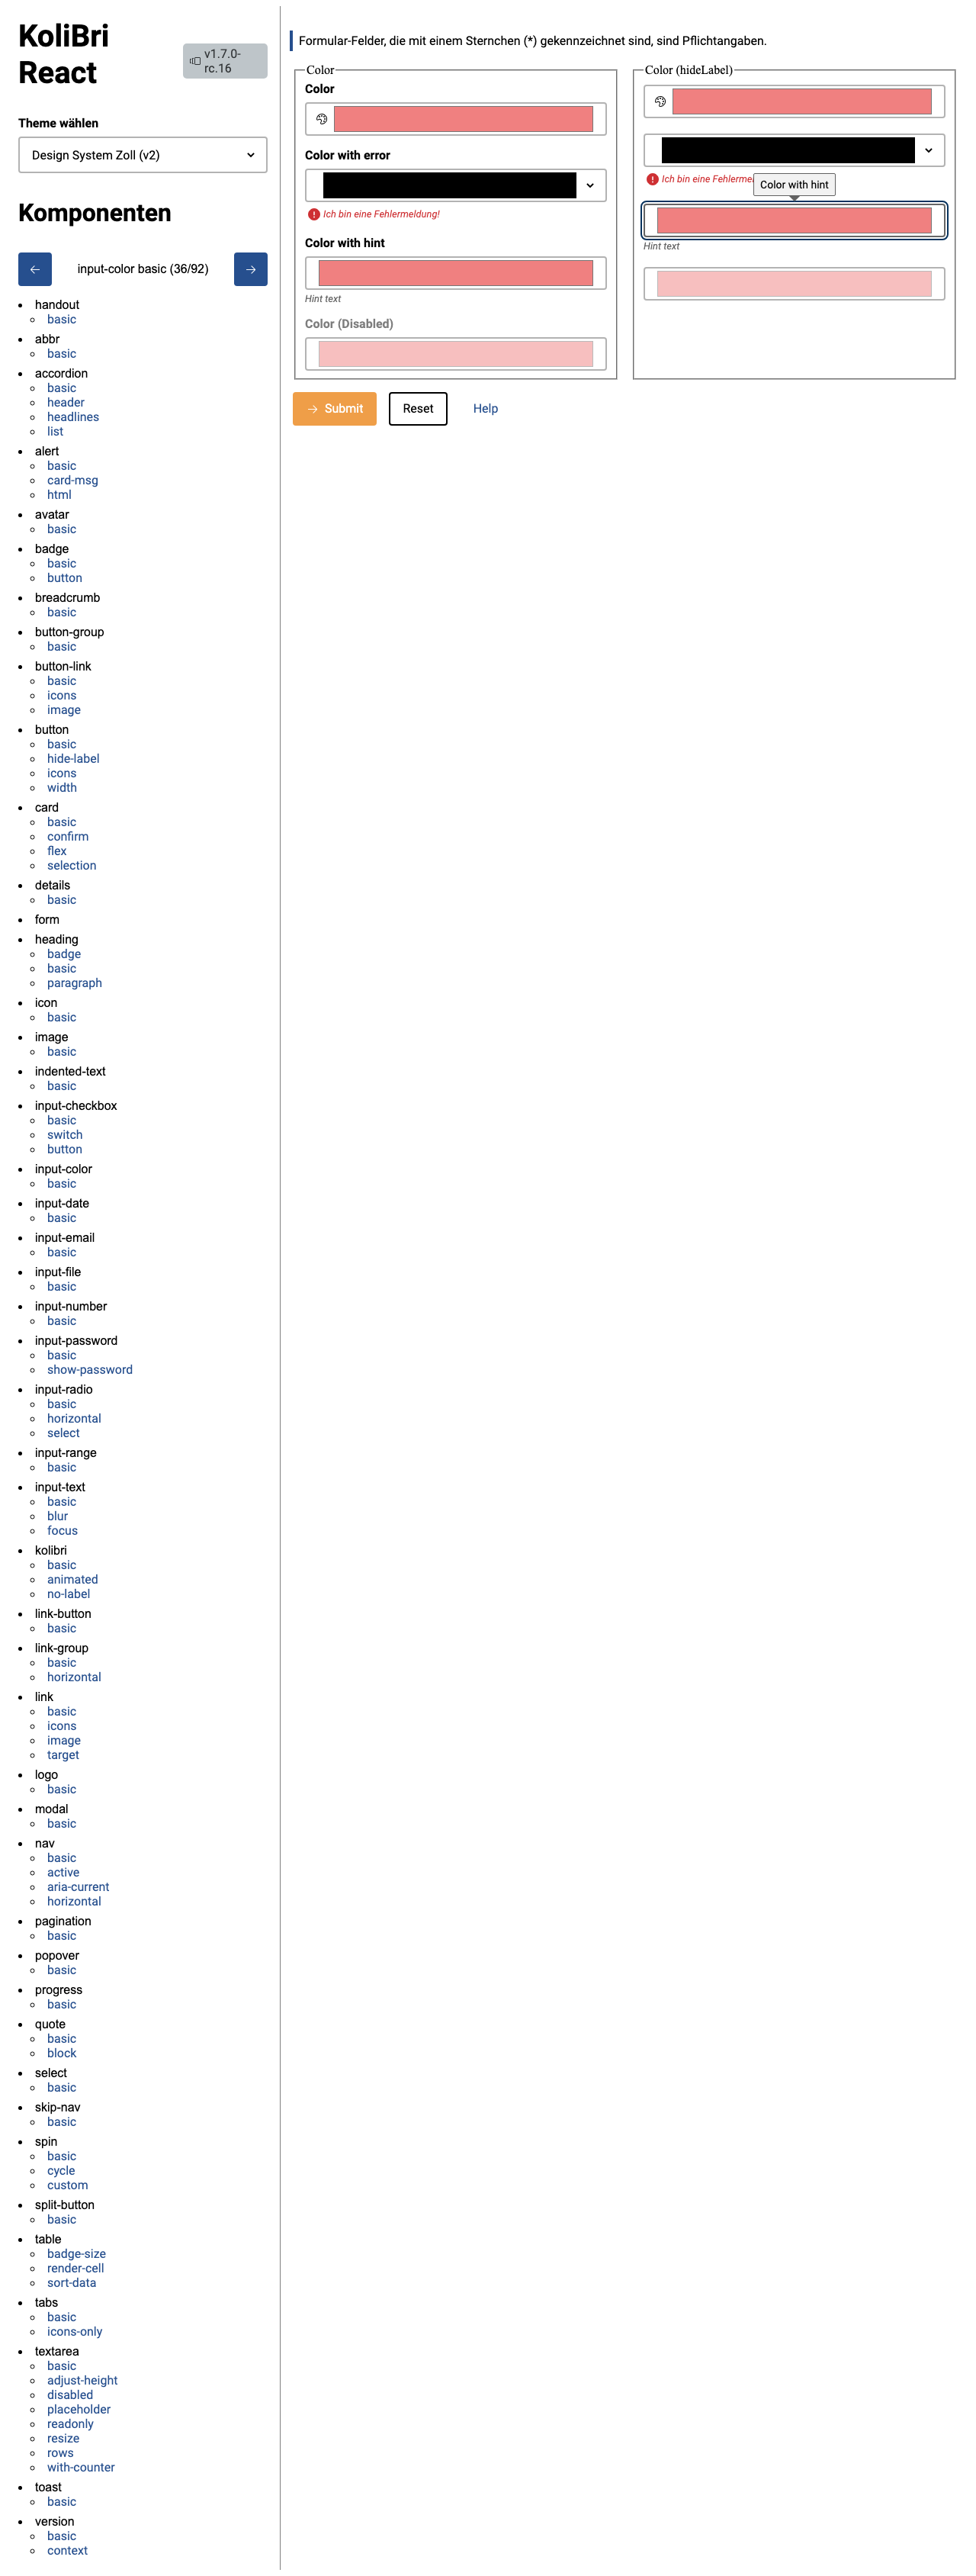 KoliBri
React
v1.7.0-
rc.16
Theme wählen
Design System Zoll (v2)
Komponenten
← input-color basic (36/92) →
handout
basic
abbr
basic
accordion
basic
header
headlines
list
alert
basic
card-msg
html
avatar
basic
badge
basic
button
breadcrumb
basic
button-group
basic
button-link
basic
icons
image
button
basic
hide-label
icons
width
card
basic
confirm
flex
selection
details
basic
form
heading
badge
basic
paragraph
icon
basic
image
basic
indented-text
basic
input-checkbox
basic
switch
button
input-color
basic
input-date
basic
input-email
basic
input-file
basic
input-number
basic
input-password
basic
show-password
input-radio
basic
horizontal
select
input-range
basic
input-text
basic
blur
focus
kolibri
basic
animated
no-label
link-button
basic
link-group
basic
horizontal
link
basic
icons
image
target
logo
basic
modal
basic
nav
basic
active
aria-current
horizontal
pagination
basic
popover
basic
progress
basic
quote
basic
block
select
basic
skip-nav
basic
spin
basic
cycle
custom
split-button
basic
table
badge-size
render-cell
sort-data
tabs
basic
icons-only
textarea
basic
adjust-height
disabled
placeholder
readonly
resize
rows
with-counter
toast
basic
version
basic
context
Formular-Felder, die mit einem Sternchen (*) gekennzeichnet sind, sind Pflichtangaben.
Color
Color
Color with error
Ich bin eine Fehlermeldung!
Color with hint
Hint text
Color (Disabled)
Color (hideLabel)
Ich bin eine
Color with hint
Hint text
→ Submit
Reset
Help